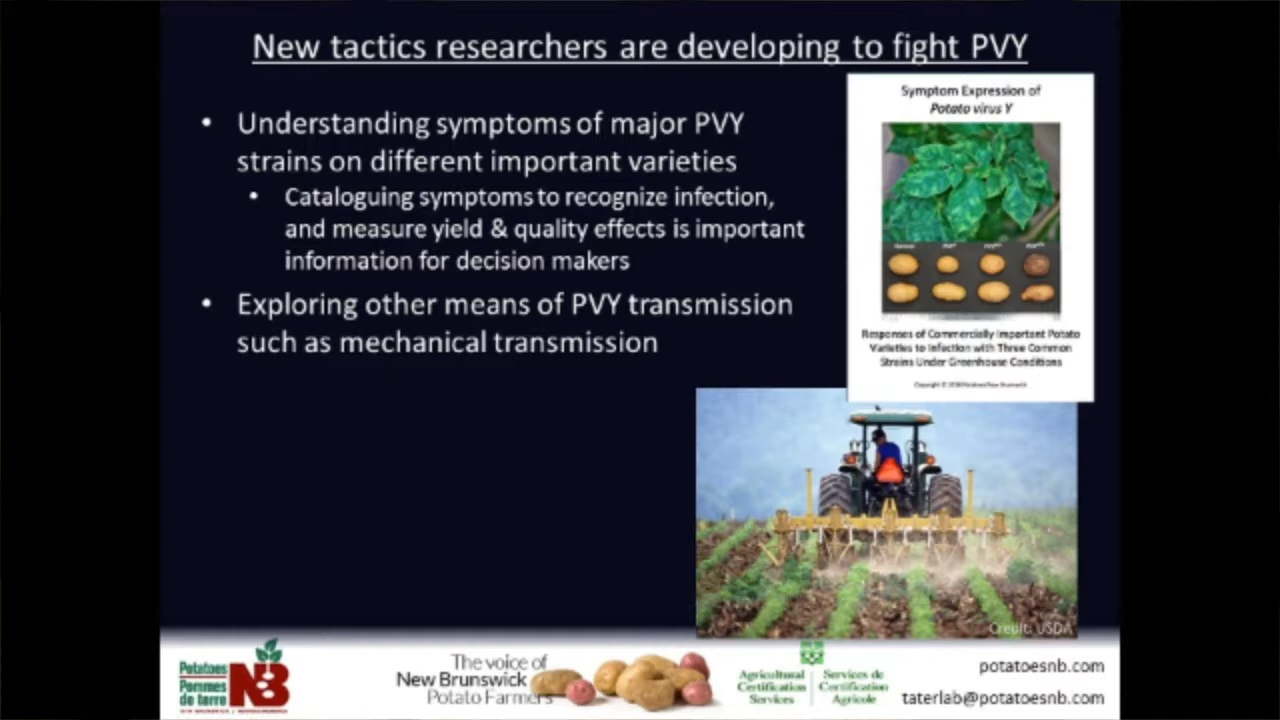 New tactics researchers are developing to fight PVY
• Understanding symptoms of major PVY
strains on different important varieties
• Cataloguing symptoms to recognize infection,
and measure yield & quality effects is important
information for decision makers
• Exploring other means of PVY transmission
such as mechanical transmission
Symptom Expression of
Potato virus Y
Responses of Commercially Important Potato
Varieties to Infection with Three Common
Strains Under Greenhouse Conditions
Credit: USDA
Potatoes
Pommes
de terre
NB
The voice of
New Brunswick
Potato Farmers
Agricultural
Certification
Services
Services de
Certification
Agricole
potatoesnb.com
taterlab@potatoesnb.com